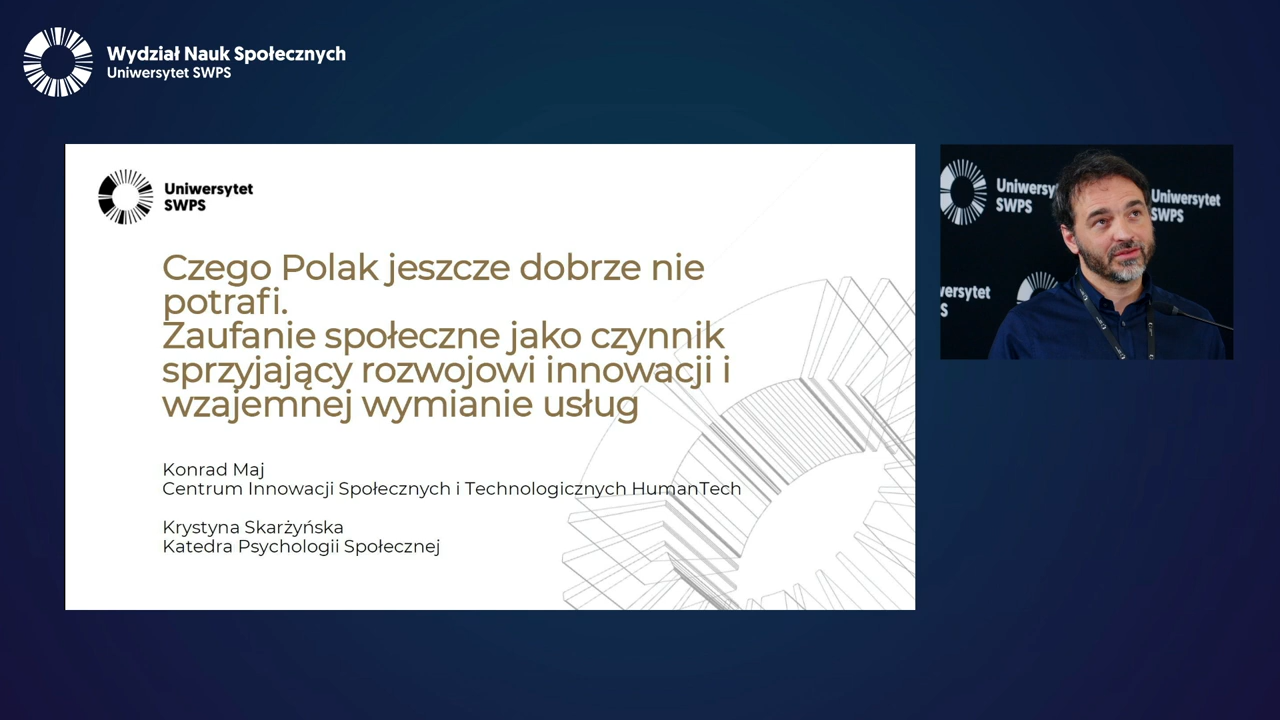 Wydział Nauk Społecznych
Uniwersytet SWPS
Uniwersytet
SWPS
Czego Polak jeszcze dobrze nie
potrafi.
Zaufanie społeczne jako czynnik
sprzyjający rozwojowi innowacji i
wzajemnej wymianie usług
Konrad Maj
Centrum Innowacji Społecznych i Technologicznych HumanTech
Krystyna Skarżyńska
Katedra Psychologii Społecznej
Uniwersyt
SWPS
Uniwersytet
SWPS
wersytet
S